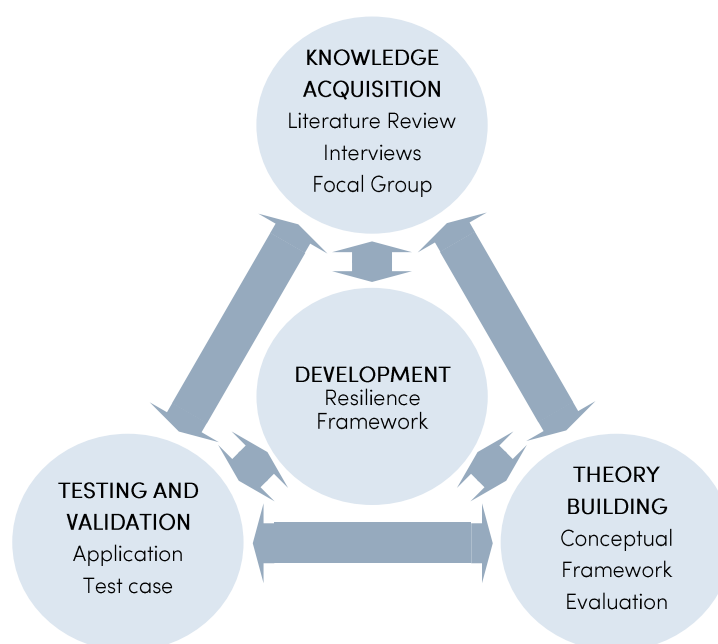 KNOWLEDGE
ACQUISITION
Literature Review
Interviews
Focal Group
DEVELOPMENT
Resilience
Framework
TESTING AND
VALIDATION
Application
Test case
THEORY
BUILDING
Conceptual
Framework
Evaluation